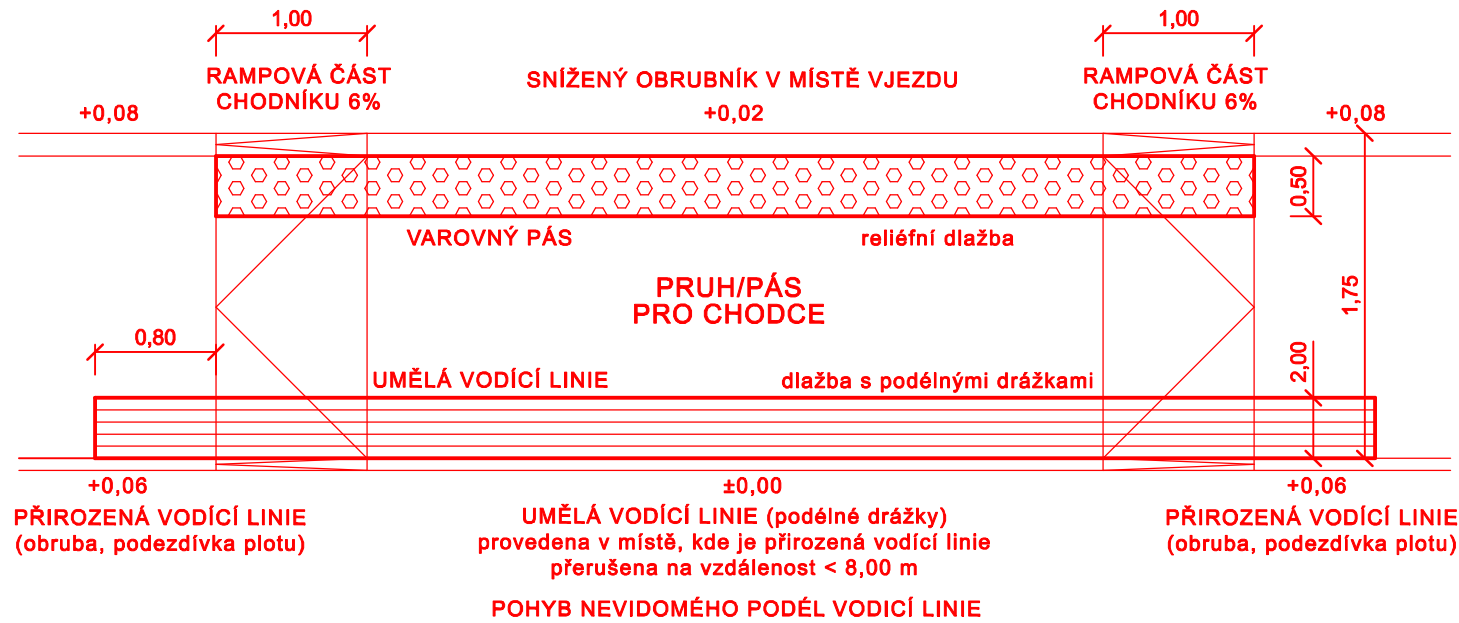 1,00
1,00
RAMPOVÁ ČÁST
CHODNÍKU 6%
SNÍŽENÝ OBRUBNÍK V MÍSTĚ VJEZDU
RAMPOVÁ ČÁST
CHODNÍKU 6%
+0,08
+0,02
+0,08
0,50
VAROVNÝ PÁS
reliéfní dlažba
PRUH/PÁS
PRO CHODCE
1,75
0,80
2,00
UMĚLÁ VODÍCÍ LINIE
dlažba s podélnými drážkami
+0,06
±0,00
+0,06
PŘIROZENÁ VODÍCÍ LINIE
(obruba, podezdívka plotu)
UMĚLÁ VODÍCÍ LINIE (podélné drážky)
provedena v místě, kde je přirozená vodící linie
přerušena na vzdálenost < 8,00 m
PŘIROZENÁ VODÍCÍ LINIE
(obruba, podezdívka plotu)
POHYB NEVIDOMÉHO PODÉL VODICÍ LINIE